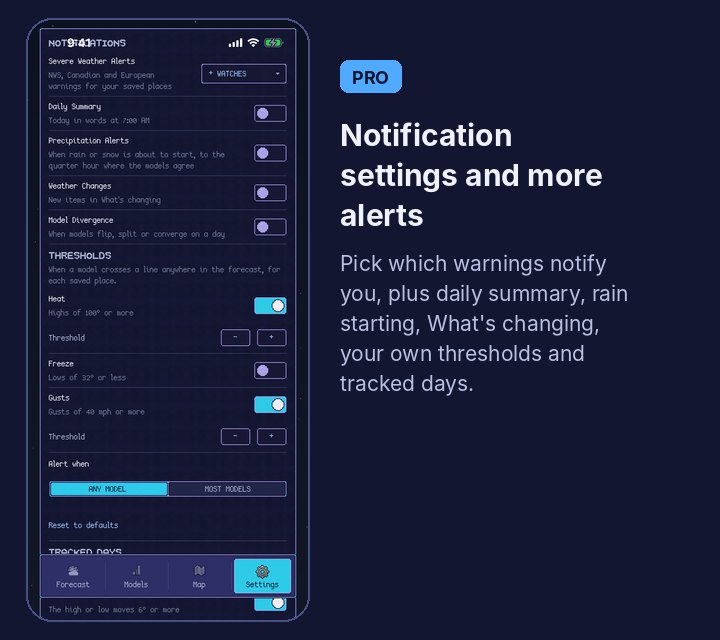 NOTIFICATIONS
9:41
Severe Weather Alerts
NWS, Canadian and European
warnings for your saved places
+ WATCHES
Daily Summary
Today in words at 7:00 AM
Precipitation Alerts
When rain or snow is about to start, to the
quarter hour where the models agree
Weather Changes
New items in What's changing
Model Divergence
When models flip, split or converge on a day
THRESHOLDS
When a model crosses a line anywhere in the forecast, for
each saved place.
Heat
Highs of 100° or more
Threshold
−
+
Freeze
Lows of 32° or less
Gusts
Gusts of 40 mph or more
Threshold
−
+
Alert when
ANY MODEL
MOST MODELS
Reset to defaults
TRACKED DAYS
Forecast
Models
Map
Settings
The high or low moves 6° or more
PRO
Notification
settings and more
alerts
Pick which warnings notify
you, plus daily summary, rain
starting, What's changing,
your own thresholds and
tracked days.